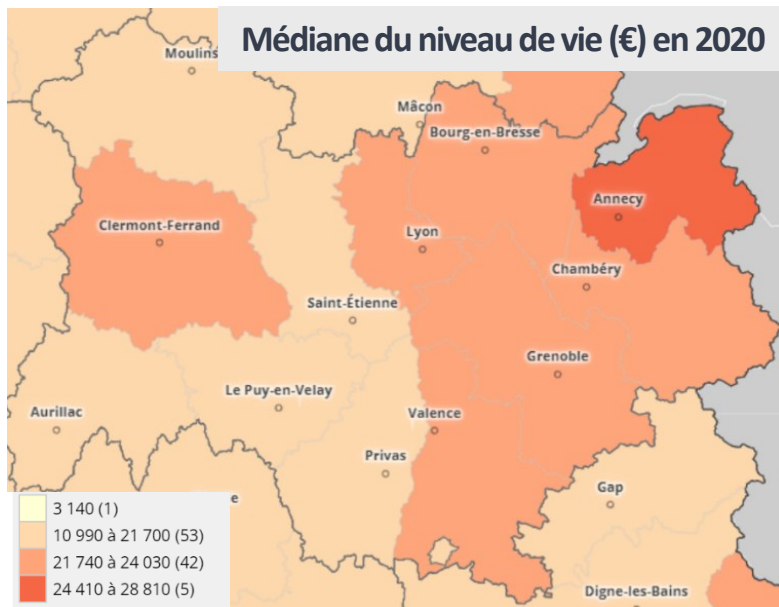 Médiane du niveau de vie (€) en 2020
Moulins
Mâcon
Bourg-en-Bresse
Annecy
Clermont-Ferrand
Lyon
Chambéry
Saint-Étienne
Grenoble
Le Puy-en-Velay
Aurillac
Valence
Privas
Gap
e
3 140 (1)
10 990 à 21 700 (53)
21 740 à 24 030 (42)
24 410 à 28 810 (5)
Digne-les-Bains